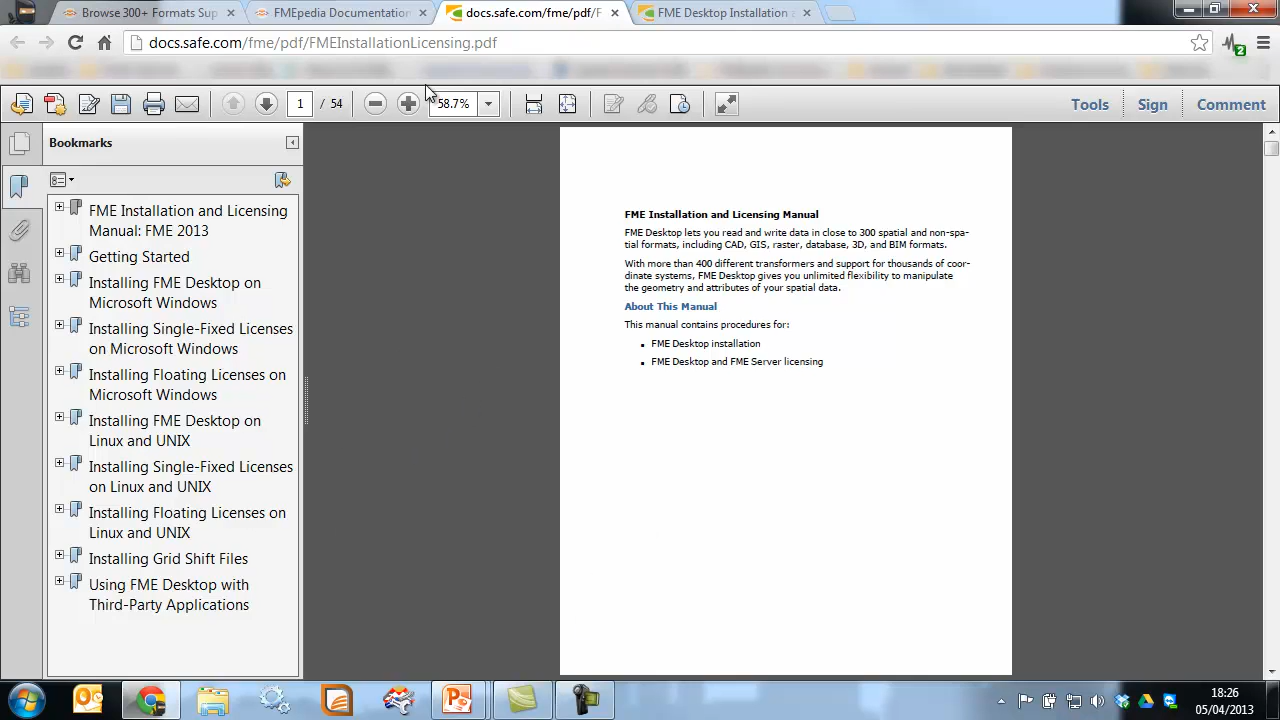 Browse 300+ Formats Sup
FMEpedia Documentation
docs.safe.com/fme/pdf/F
FME Desktop Installation a
docs.safe.com/fme/pdf/FMEInstallationLicensing.pdf
2
1 / 54
58.7%
Tools
Sign
Comment
Bookmarks
FME Installation and Licensing
Manual: FME 2013
Getting Started
Installing FME Desktop on
Microsoft Windows
Installing Single-Fixed Licenses
on Microsoft Windows
Installing Floating Licenses on
Microsoft Windows
Installing FME Desktop on
Linux and UNIX
Installing Single-Fixed Licenses
on Linux and UNIX
Installing Floating Licenses on
Linux and UNIX
Installing Grid Shift Files
Using FME Desktop with
Third-Party Applications
FME Installation and Licensing Manual
FME Desktop lets you read and write data in close to 300 spatial and non-spa-
tial formats, including CAD, GIS, raster, database, 3D, and BIM formats.
With more than 400 different transformers and support for thousands of coor-
dinate systems, FME Desktop gives you unlimited flexibility to manipulate
the geometry and attributes of your spatial data.
About This Manual
This manual contains procedures for:
▪ FME Desktop installation
▪ FME Desktop and FME Server licensing
18:26
05/04/2013